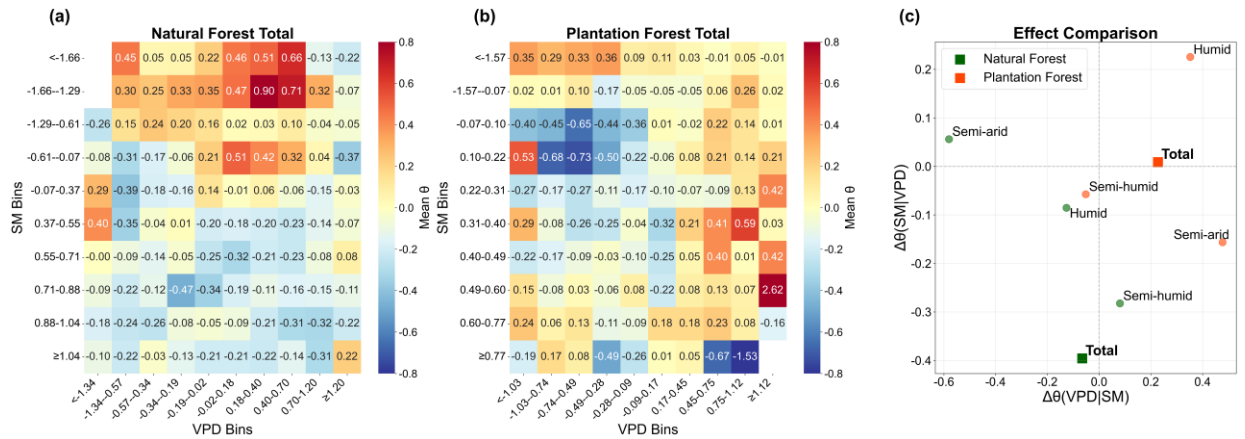 (a)
Natural Forest Total
<-1.66 0.45 0.05 0.05 0.22 0.46 0.51 0.66 -0.13 -0.22
-1.66--1.29 0.30 0.25 0.33 0.35 0.47 0.90 0.71 0.32 -0.07
-1.29--0.61 -0.26 0.15 0.24 0.20 0.16 0.02 0.03 0.10 -0.04 -0.05
-0.61--0.07 -0.08 -0.31 -0.17 -0.06 0.21 0.51 0.42 0.32 0.04 -0.37
-0.07-0.37 0.29 -0.39 -0.18 -0.19 0.14 -0.01 0.06 0.06 -0.15 -0.03
0.37-0.55 0.40 -0.35 -0.04 0.01 -0.19 -0.20 -0.12 -0.22 -0.14 -0.07
0.55-0.71 -0.00 -0.09 -0.14 -0.05 -0.25 -0.32 -0.21 -0.23 0.08 0.08
0.71-0.88 -0.09 -0.22 -0.14 -0.47 -0.34 -0.19 -0.16 -0.19 -0.15 -0.11
0.88-1.04 -0.18 -0.24 -0.26 -0.08 -0.05 -0.09 -0.21 -0.31 -0.32 -0.22
≥1.04 -0.10 -0.22 -0.03 -0.13 -0.21 -0.22 -0.22 -0.14 -0.31 0.22
SM Bins
<-1.34 -1.34--0.57 -0.57--0.34 -0.34--0.19 -0.19--0.02 -0.02-0.18 0.18-0.40 0.40-0.70 0.70-1.20 ≥1.20
VPD Bins
0.8
0.6
0.4
0.2
0.0
-0.2
-0.4
-0.6
-0.8
Mean θ
(b)
Plantation Forest Total
<-1.57 0.35 0.29 0.33 0.36 0.09 0.11 0.03 -0.01 0.05 -0.01
-1.57--0.07 0.02 0.01 0.10 -0.17 -0.05 -0.05 0.06 0.02 0.26 0.02
-0.07-0.10 -0.40 -0.45 -0.65 -0.44 -0.36 0.01 -0.02 0.22 0.14 0.01
0.10-0.22 0.53 -0.68 -0.73 -0.50 -0.22 -0.06 0.08 0.21 0.14 0.21
0.22-0.31 -0.27 -0.17 -0.27 -0.11 -0.17 0.10 -0.07 -0.09 0.13 0.42
0.31-0.40 0.29 -0.08 -0.26 -0.25 -0.04 -0.32 0.21 0.41 0.59 0.03
0.40-0.49 -0.19 -0.03 -0.24 -0.03 -0.10 -0.25 0.05 0.40 0.01 0.42
0.49-0.60 0.15 -0.08 -0.03 -0.06 0.08 -0.22 0.08 0.13 0.07 2.62
0.60-0.77 0.24 0.06 0.13 -0.11 -0.09 0.18 0.18 0.23 0.08 -0.16
≥0.77 -0.19 0.17 0.08 -0.49 -0.26 0.01 0.05 -0.67 -1.53
SM Bins
<-1.03 -1.03--0.74 -0.74--0.49 -0.49--0.28 -0.28--0.09 -0.09-0.17 0.17-0.45 0.45-0.75 0.75-1.12 ≥1.12
VPD Bins
0.8
0.6
0.4
0.2
0.0
-0.2
-0.4
-0.6
-0.8
Mean θ
(c)
Effect Comparison
Natural Forest
Plantation Forest
Humid
Semi-arid
Total
Semi-humid
Humid
Semi-arid
Semi-humid
Total
0.2
0.1
0.0
-0.1
-0.2
-0.3
-0.4
Δθ(SM|VPD)
-0.6 -0.4 -0.2 0.0 0.2 0.4
Δθ(VPD|SM)